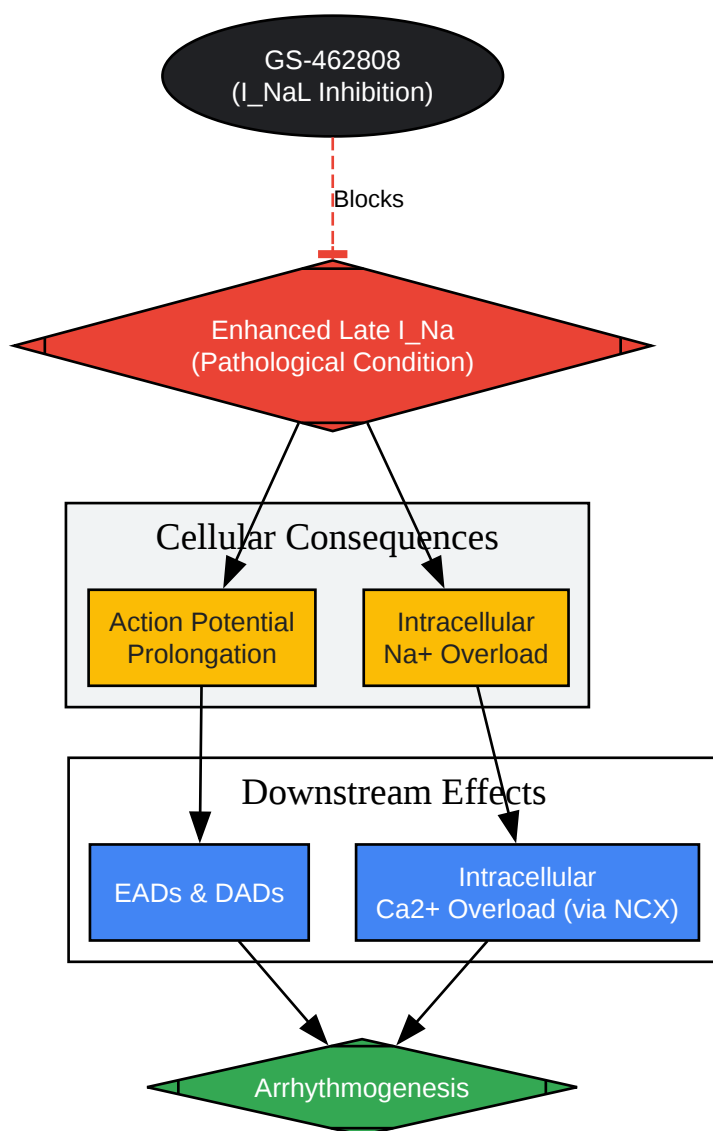 GS-462808
(I_NaL Inhibition)
Blocks
Enhanced Late I_Na
(Pathological Condition)
Cellular Consequences
Action Potential
Prolongation
Intracellular
Na+ Overload
Downstream Effects
EADs & DADs
Intracellular
Ca2+ Overload (via NCX)
Arrhythmogenesis